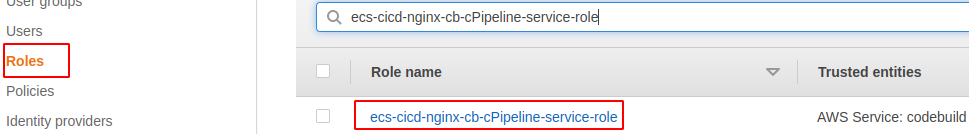 User groups
Users
Roles
Policies
Identity providers
ecs-cicd-nginx-cb-cPipeline-service-role
Role name
Trusted entities
ecs-cicd-nginx-cb-cPipeline-service-role
AWS Service: codebuild